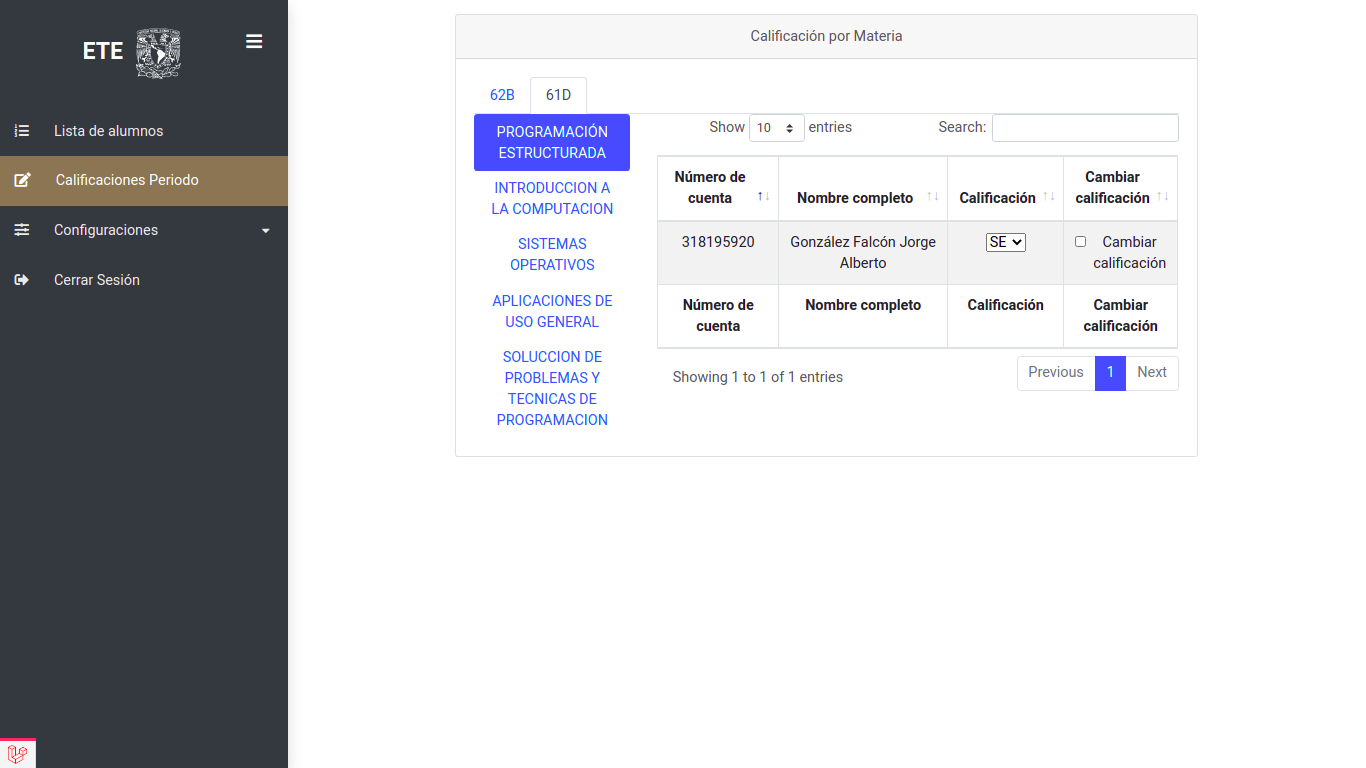 ETE
Lista de alumnos
Calificaciones Periodo
Configuraciones
Cerrar Sesión
Calificación por Materia
62B
61D
PROGRAMACIÓN
ESTRUCTURADA
INTRODUCCION A
LA COMPUTACION
SISTEMAS
OPERATIVOS
APLICACIONES DE
USO GENERAL
SOLUCCION DE
PROBLEMAS Y
TECNICAS DE
PROGRAMACION
Show 10 entries
Search:
Número de
cuenta
Nombre completo
Calificación
Cambiar
calificación
318195920
González Falcón Jorge
Alberto
SE
Cambiar
calificación
Número de
cuenta
Nombre completo
Calificación
Cambiar
calificación
Showing 1 to 1 of 1 entries
Previous 1 Next